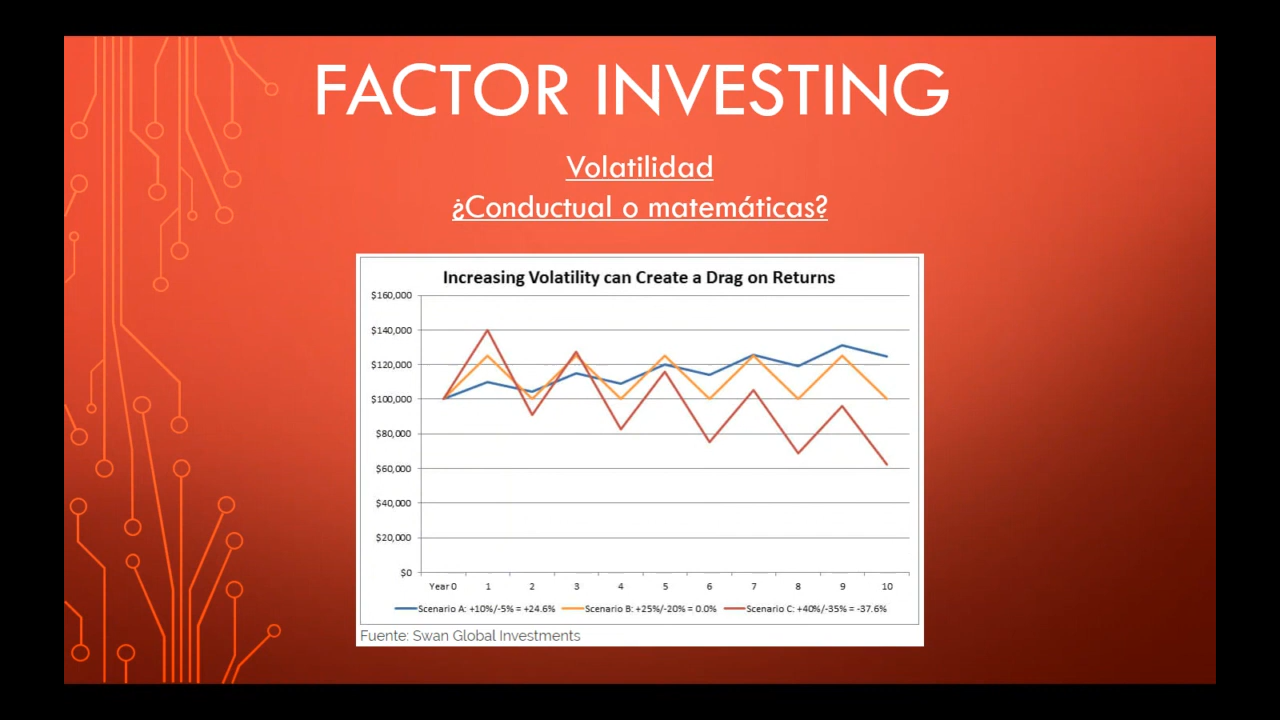 FACTOR INVESTING
Volatilidad
¿Conductual o matemáticas?
Increasing Volatility can Create a Drag on Returns
$160,000
$140,000
$120,000
$100,000
$80,000
$60,000
$40,000
$20,000
$0
Year 0 1 2 3 4 5 6 7 8 9 10
Scenario A: +10%/-5% = +24.6% Scenario B: +25%/-20% = 0.0% Scenario C: +40%/-35% = -37.6%
Fuente: Swan Global Investments